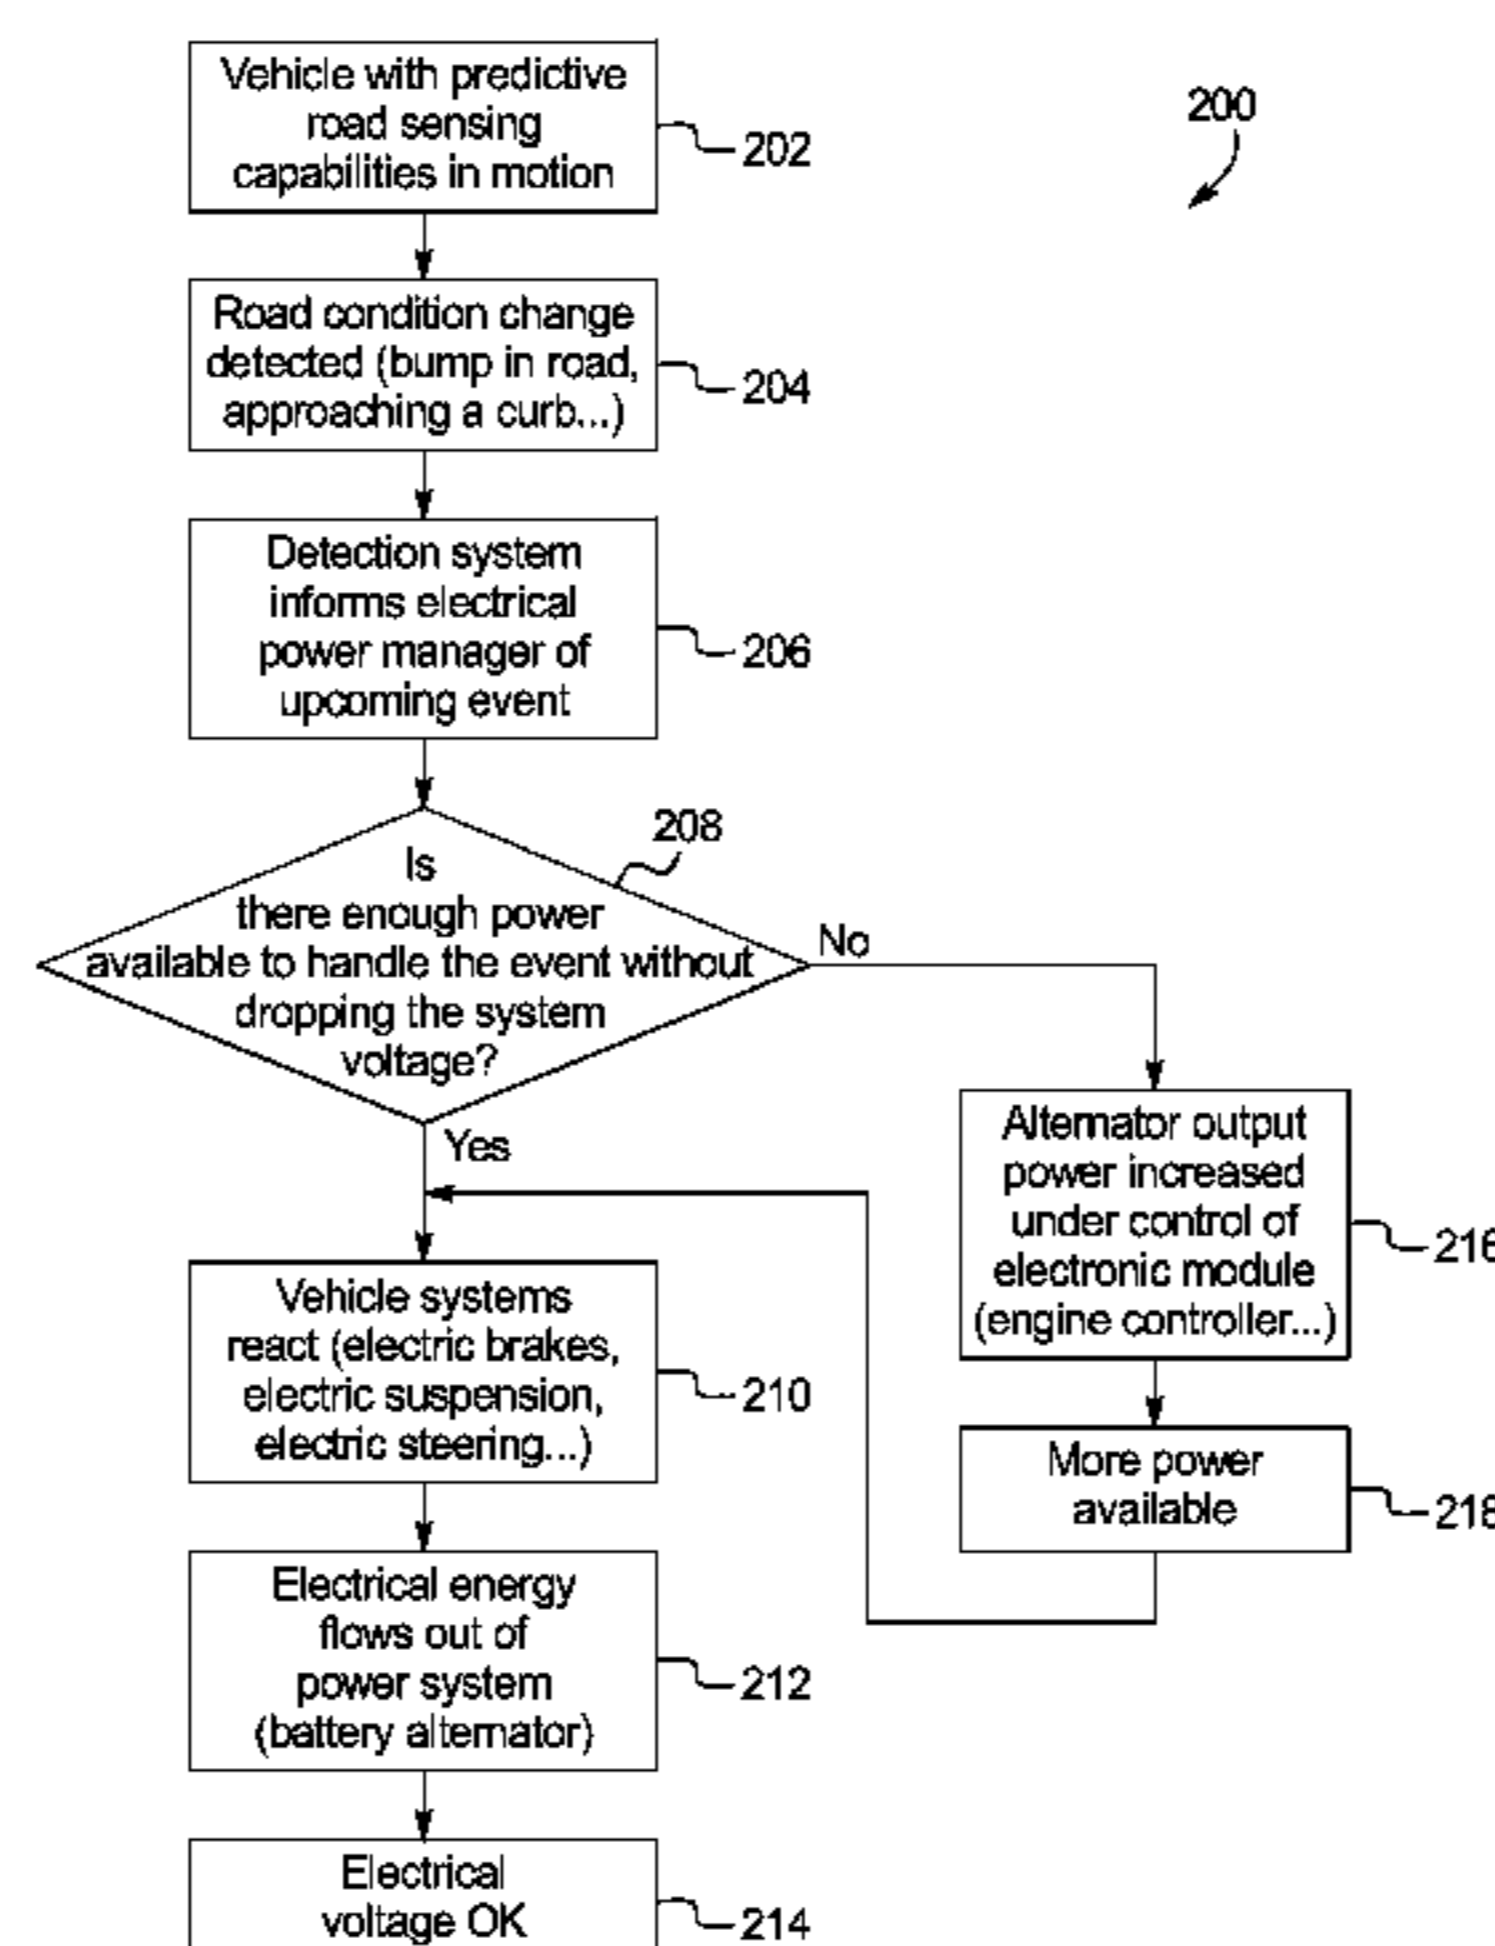 Vehicle with predictive
road sensing
capabilities in motion
202
200
Road condition change
detected (bump in road,
approaching a curb...)
204
Detection system
informs electrical
power manager of
upcoming event
206
208
Is
there enough power
available to handle the event without
dropping the system
voltage?
No
Yes
Alternator output
power increased
under control of
electronic module
(engine controller...)
216
Vehicle systems
react (electric brakes,
electric suspension,
electric steering...)
210
More power
available
218
Electrical energy
flows out of
power system
(battery alternator)
212
Electrical
voltage OK
214